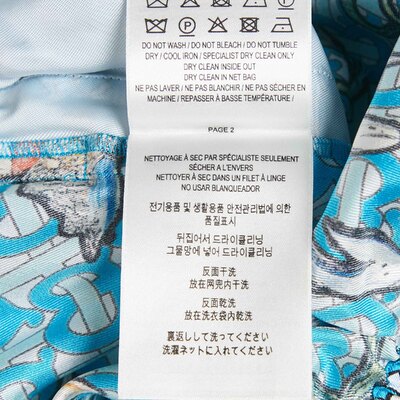 DO NOT WASH / DO NOT BLEACH / DO NOT TUMBLE
DRY / COOL IRON / SPECIALIST DRY CLEAN ONLY
DRY CLEAN INSIDE OUT
DRY CLEAN IN NET BAG
NE PAS LAVER / NE PAS BLANCHIR / NE PAS SÉCHER EN
MACHINE / REPASSER À BASSE TEMPÉRATURE /
PAGE 2
NETTOYAGE À SEC PAR SPÉCIALISTE SEULEMENT
SÉCHER A L'ENVERS
NETTOYER À SEC DANS UN FILET À LINGE
NO USAR BLANQUEADOR
전기용품 및 생활용품 안전관리법에 의한
품질표시
뒤집어서 드라이클리닝
그물망에 넣어 드라이클리닝
反面干洗
放在网兜内干洗
反面乾洗
放在洗衣袋內乾洗
裏返しして洗ってください
洗濯ネットに入れてください